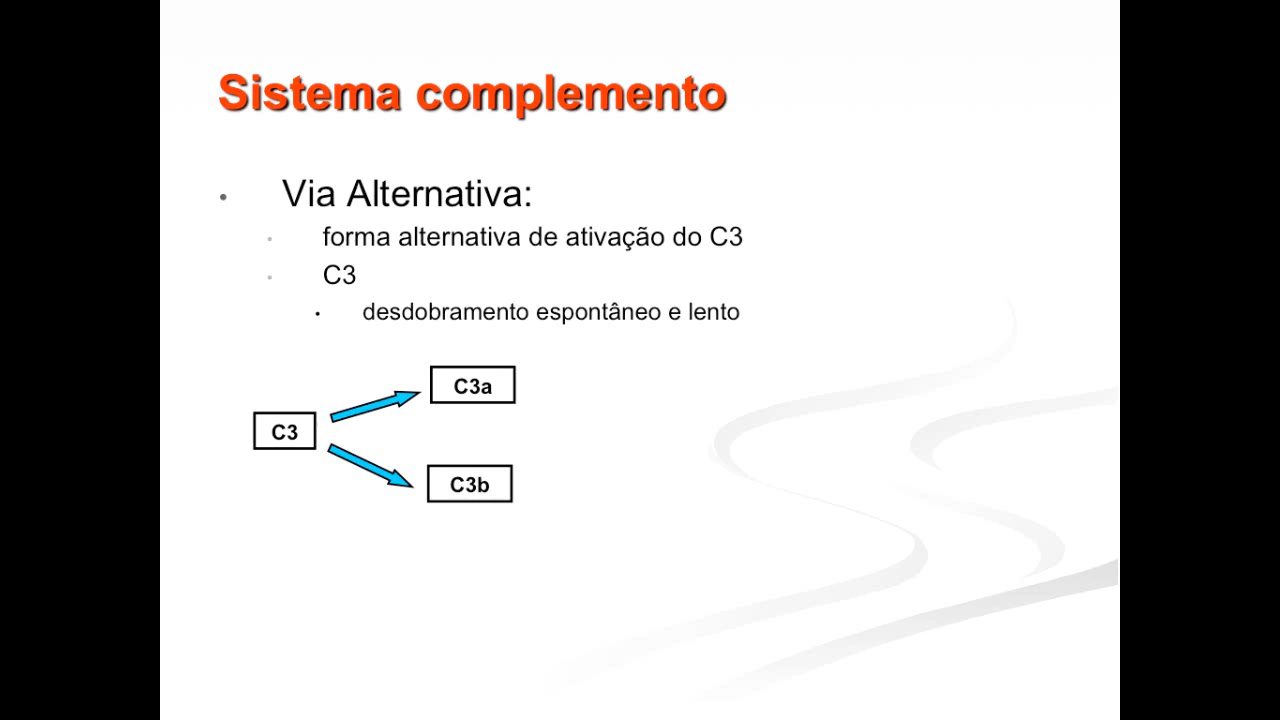 Sistema complemento
• Via Alternativa:
• forma alternativa de ativação do C3
• C3
• desdobramento espontâneo e lento
C3a
C3
C3b